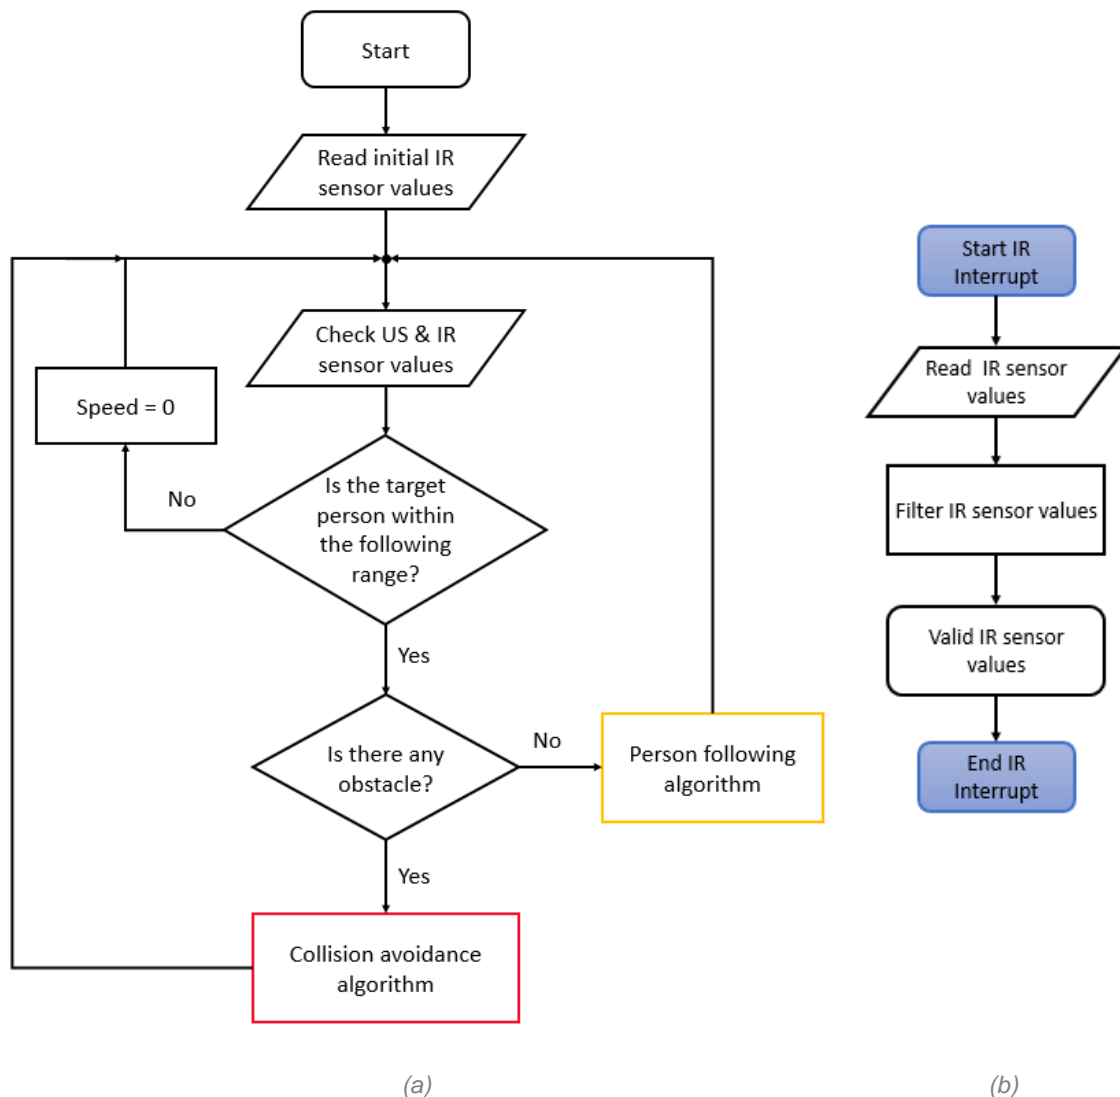 Start
Read initial IR
sensor values
Check US & IR
sensor values
Speed = 0
No
Is the target
person within
the following
range?
Yes
Is there any
obstacle?
No
Person following
algorithm
Yes
Collision avoidance
algorithm
(a)
Start IR
Interrupt
Read IR sensor
values
Filter IR sensor values
Valid IR sensor
values
End IR
Interrupt
(b)